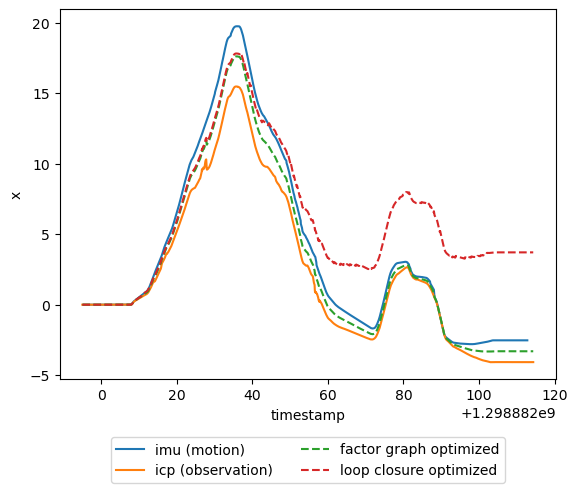 20
15
10
5
0
−5
x
0 20 40 60 80 100 120
timestamp
+1.298882e9
imu (motion) factor graph optimized
icp (observation) loop closure optimized